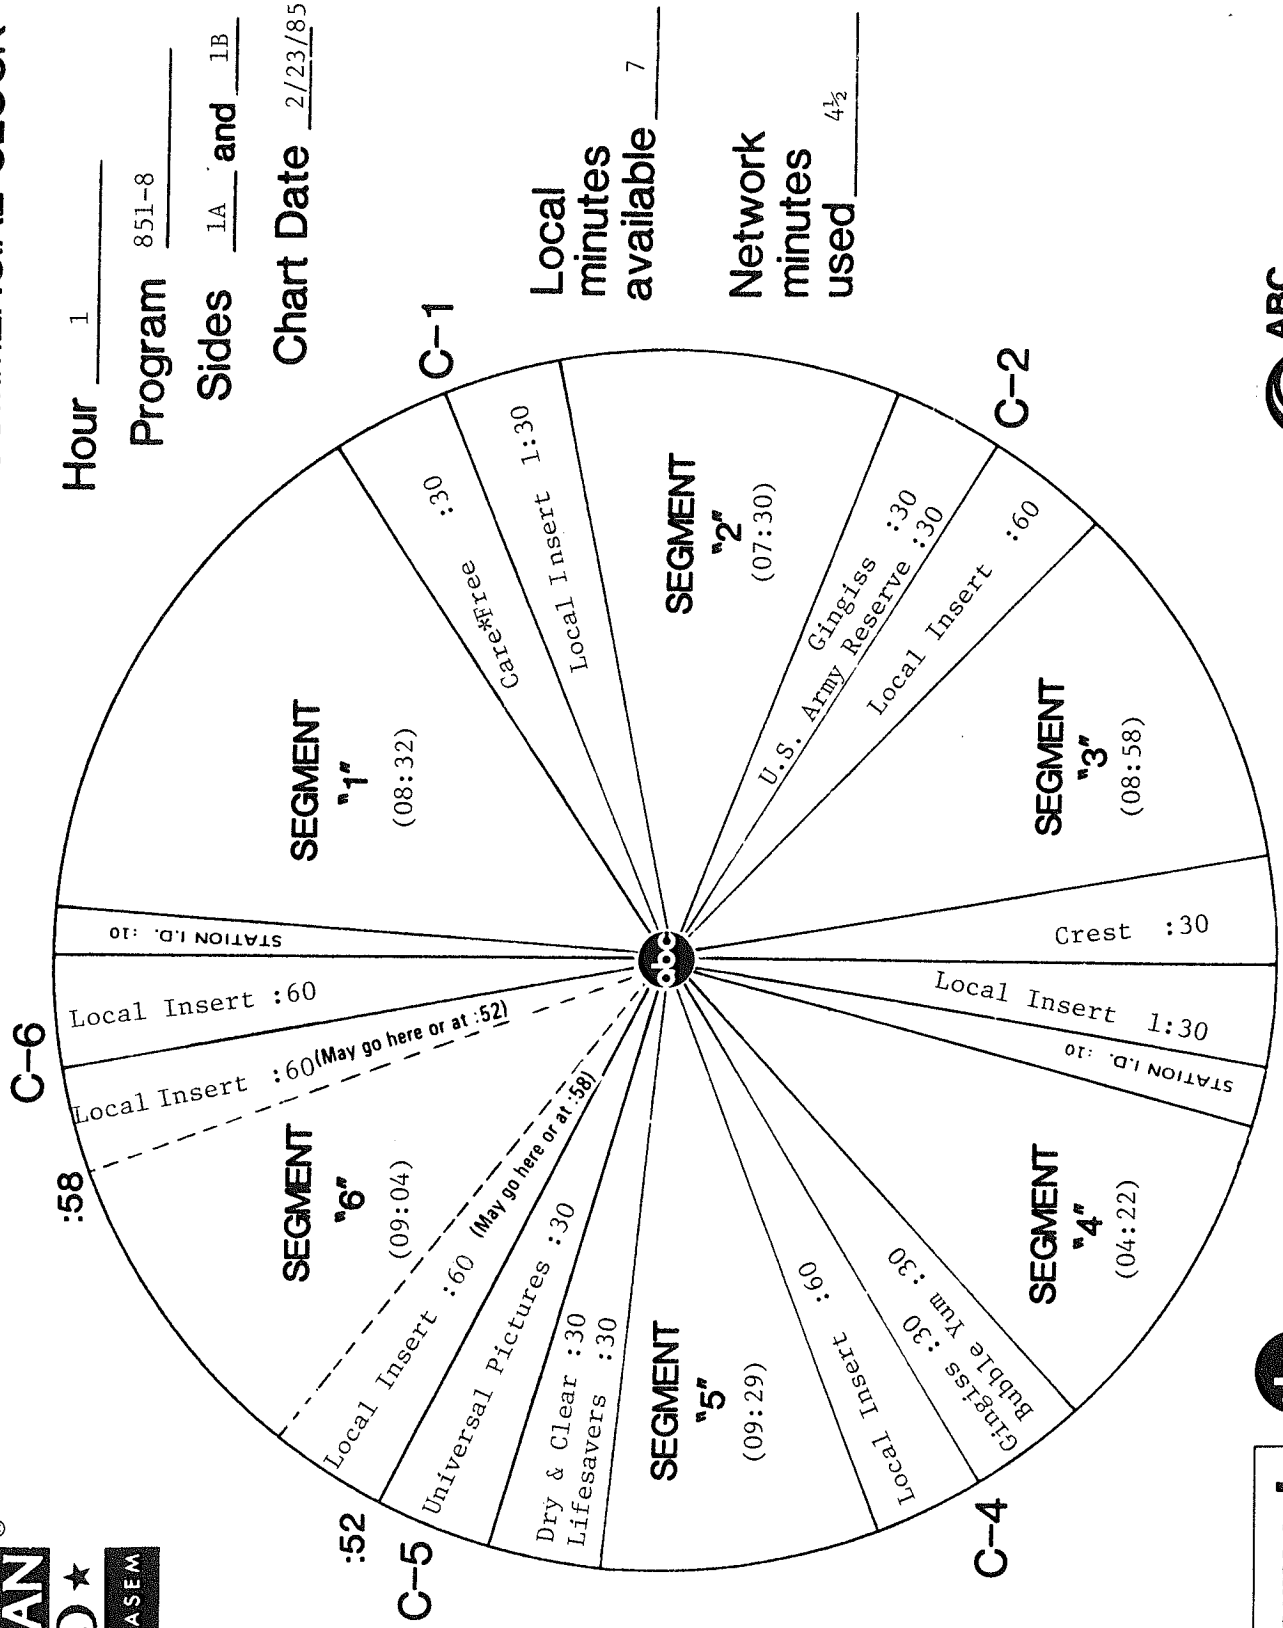 Hour 1
Program 851-8
Sides 1A and 1B
Chart Date 2/23/85
Local
minutes
available 7
Network
minutes
used 4½
SEGMENT
"1"
(08:32)
C-1
Care*Free :30
Local Insert 1:30
SEGMENT
"2"
(07:30)
C-2
Gingiss :30
U.S. Army Reserve :30
Local Insert :60
SEGMENT
"3"
(08:58)
Crest :30
Local Insert 1:30
STATION I.D. :10
SEGMENT
"4"
(04:22)
C-4
Bubble Yum :30
Gingiss :30
Local Insert :60
SEGMENT
"5"
(09:29)
C-5
Lifesavers :30
Dry & Clear :30
Universal Pictures :30
:52
Local Insert :60 (May go here or at :58)
SEGMENT
"6"
(09:04)
:58
Local Insert :60 (May go here or at :52)
C-6
Local Insert :60
STATION I.D. :10
abc
ABC